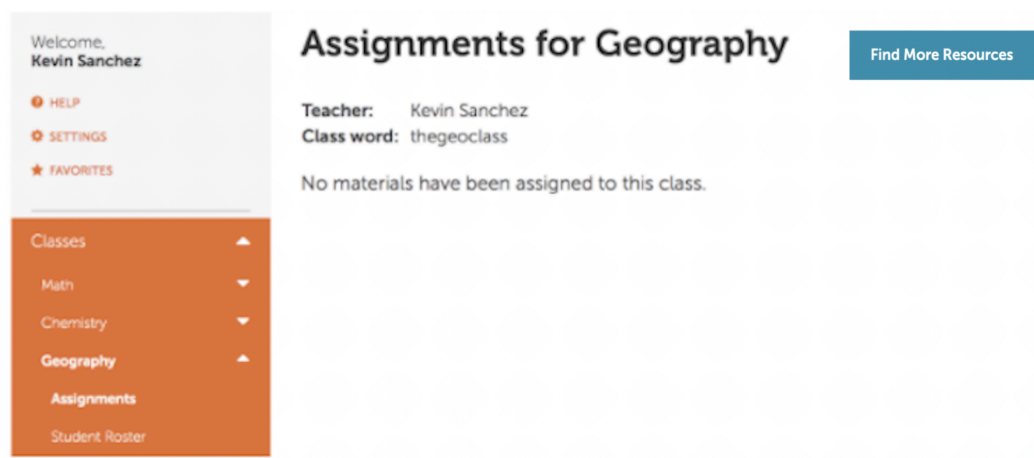 Welcome,
Kevin Sanchez
HELP
SETTINGS
FAVORITES
Classes
Math
Chemistry
Geography
Assignments
Student Roster
Assignments for Geography
Find More Resources
Teacher: Kevin Sanchez
Class word: thegeoclass
No materials have been assigned to this class.